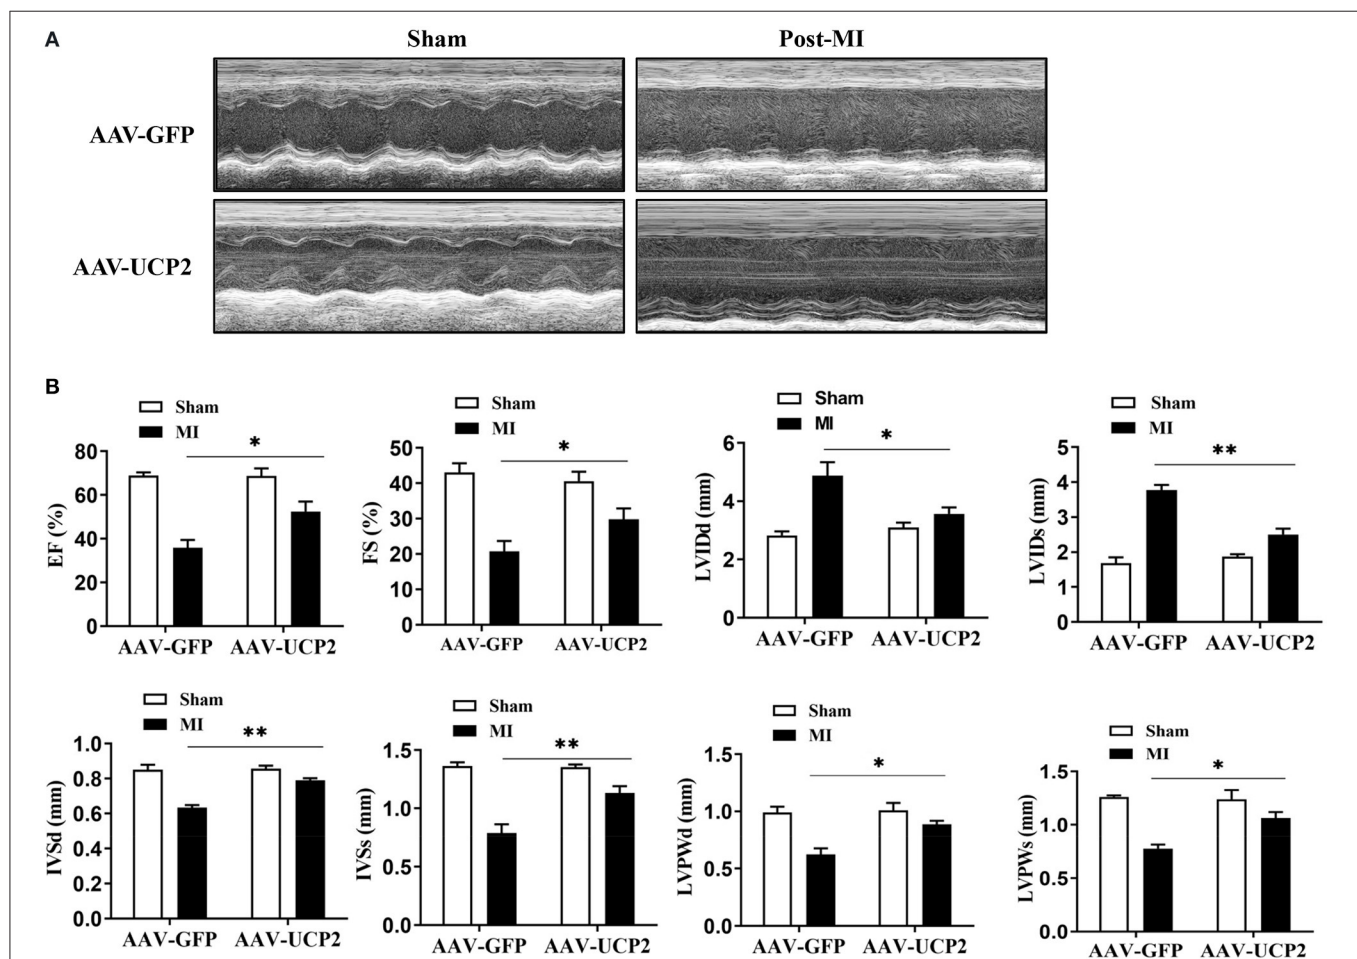 A
Sham Post-MI
AAV-GFP
AAV-UCP2
B
Sham
MI
*
EF (%)
80
60
40
20
0
AAV-GFP AAV-UCP2
Sham
MI
*
FS (%)
50
40
30
20
10
0
AAV-GFP AAV-UCP2
Sham
MI
*
LVIDd (mm)
6
4
2
0
AAV-GFP AAV-UCP2
Sham
MI
**
LVIDs (mm)
5
4
3
2
1
0
AAV-GFP AAV-UCP2
Sham
MI
**
IVSd (mm)
1.0
0.8
0.6
0.4
0.2
0.0
AAV-GFP AAV-UCP2
Sham
MI
**
IVSs (mm)
1.5
1.0
0.5
0.0
AAV-GFP AAV-UCP2
Sham
MI
*
LVPWd (mm)
1.5
1.0
0.5
0.0
AAV-GFP AAV-UCP2
Sham
MI
*
LVPWs (mm)
1.5
1.0
0.5
0.0
AAV-GFP AAV-UCP2